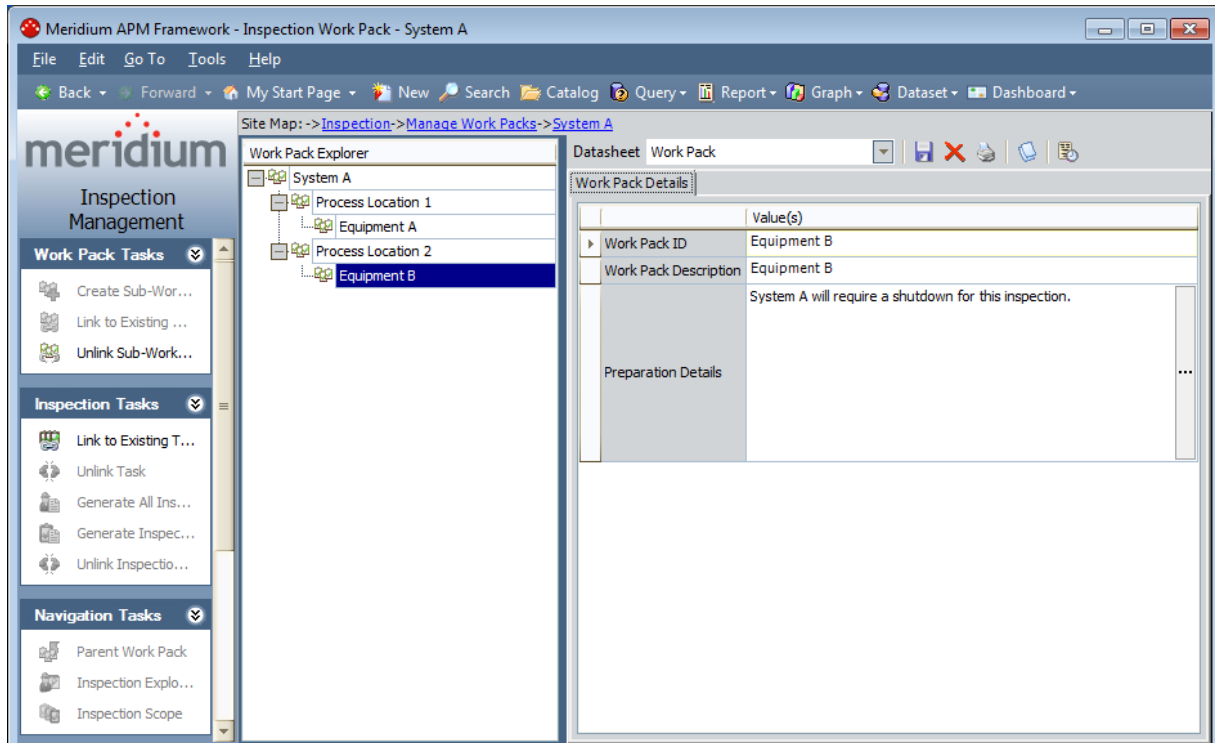 Meridium APM Framework - Inspection Work Pack - System A
File Edit Go To Tools Help
Back Forward My Start Page New Search Catalog Query Report Graph Dataset Dashboard
meridium
Inspection
Management
Work Pack Tasks
Create Sub-Wor...
Link to Existing ...
Unlink Sub-Work...
Inspection Tasks
Link to Existing T...
Unlink Task
Generate All Ins...
Generate Inspec...
Unlink Inspectio...
Navigation Tasks
Parent Work Pack
Inspection Explo...
Inspection Scope
Site Map: ->Inspection->Manage Work Packs->System A
Work Pack Explorer
System A
Process Location 1
Equipment A
Process Location 2
Equipment B
Datasheet Work Pack
Work Pack Details
Value(s)
Work Pack ID Equipment B
Work Pack Description Equipment B
Preparation Details System A will require a shutdown for this inspection.
...